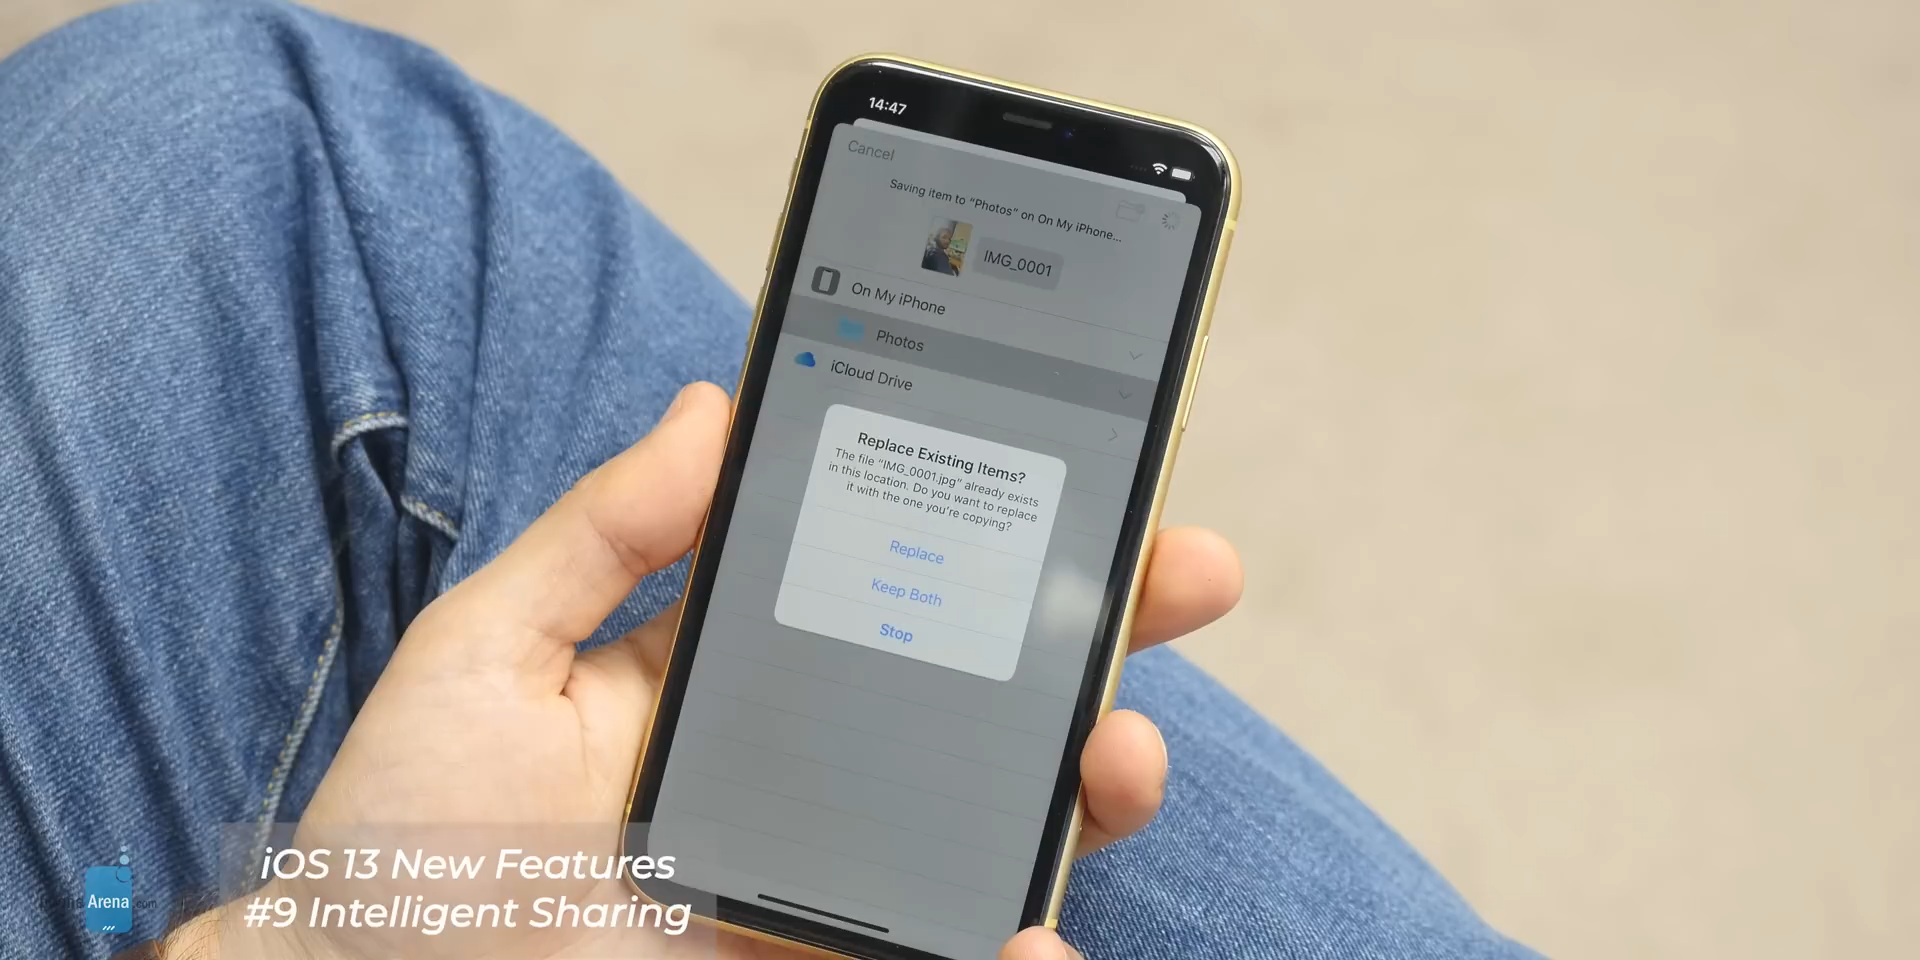 14:47
Cancel
Saving item to “Photos” on On My iPhone...
IMG_0001
On My iPhone
Photos
iCloud Drive
Replace Existing Items?
The file “IMG_0001.jpg” already exists
in this location. Do you want to replace
it with the one you’re copying?
Replace
Keep Both
Stop
iOS 13 New Features
#9 Intelligent Sharing
Arena.com